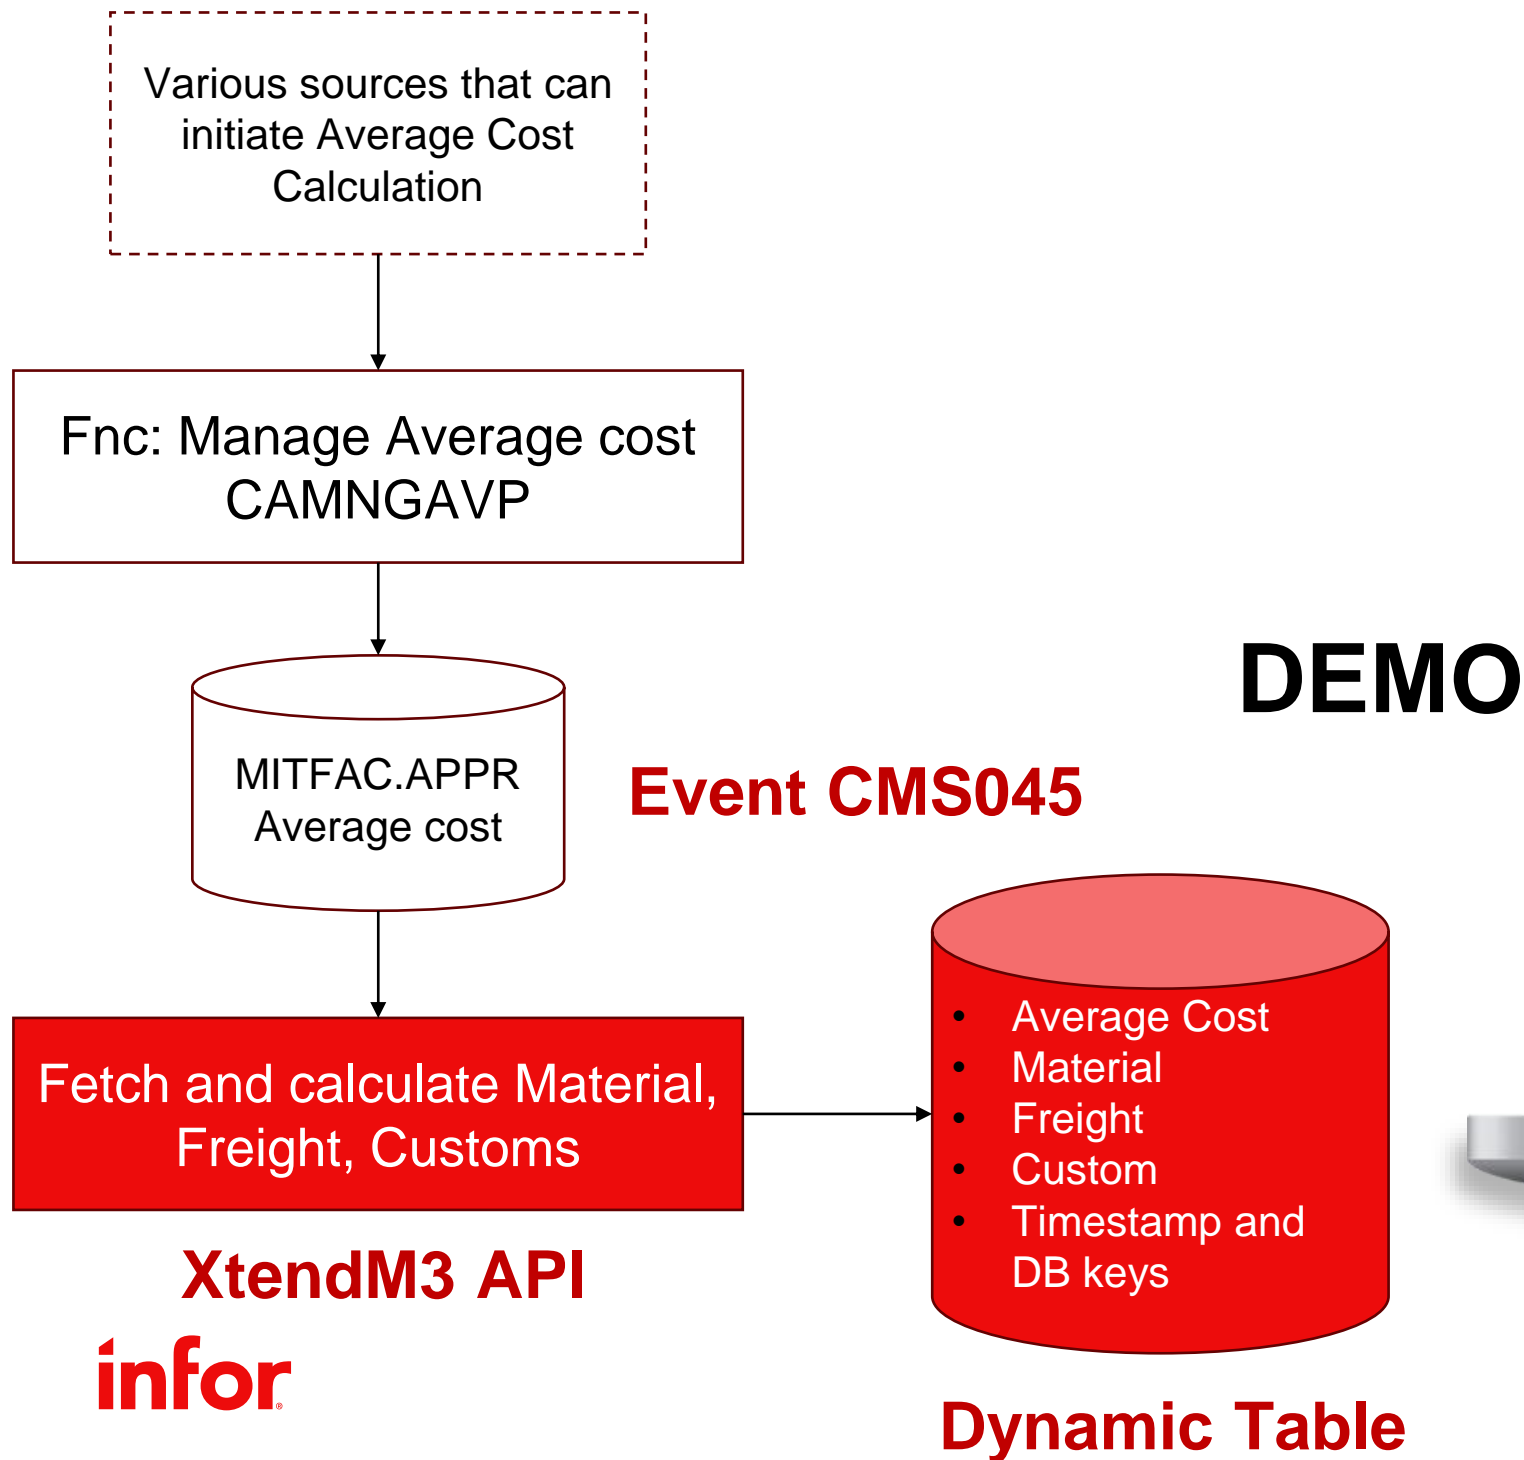 Various sources that can
initiate Average Cost
Calculation
Fnc: Manage Average cost
CAMNGAVP
DEMO
MITFAC.APPR
Average cost
Event CMS045
Fetch and calculate Material,
Freight, Customs
• Average Cost
• Material
• Freight
• Custom
• Timestamp and
DB keys
XtendM3 API
infor®
Dynamic Table